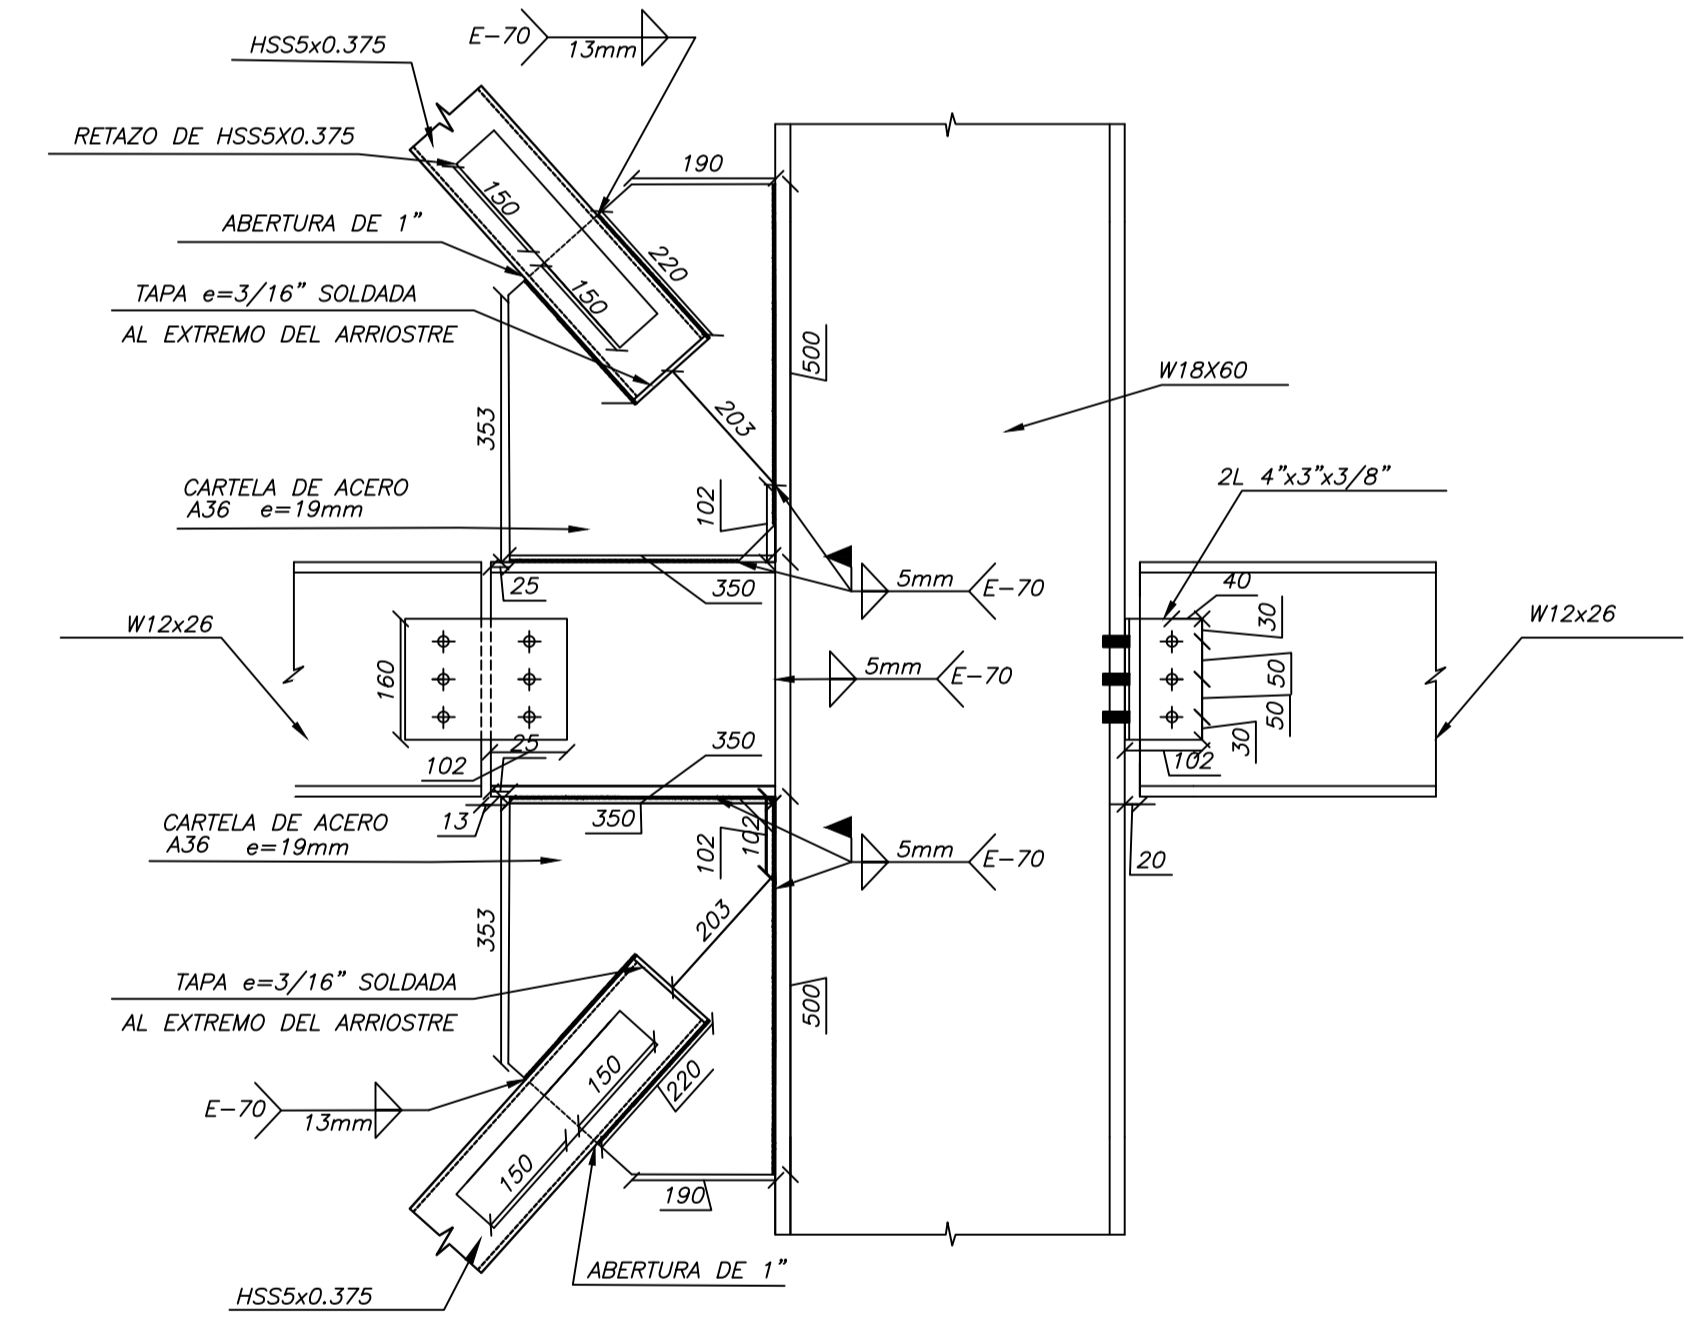 E-70
13mm
HSS5x0.375
RETAZO DE HSS5X0.375
190
150
ABERTURA DE 1"
220
TAPA e=3/16" SOLDADA
150
AL EXTREMO DEL ARRIOSTRE
500
W18X60
353
203
2L 4"x3"x3/8"
CARTELA DE ACERO
A36 e=19mm
102
25
350
5mm
E-70
40
30
W12x26
W12x26
160
5mm
E-70
50
50
25
350
30
102
102
13
350
CARTELA DE ACERO
A36 e=19mm
102
102
5mm
E-70
20
353
203
TAPA e=3/16" SOLDADA
AL EXTREMO DEL ARRIOSTRE
500
150
220
E-70
13mm
150
190
ABERTURA DE 1"
HSS5x0.375